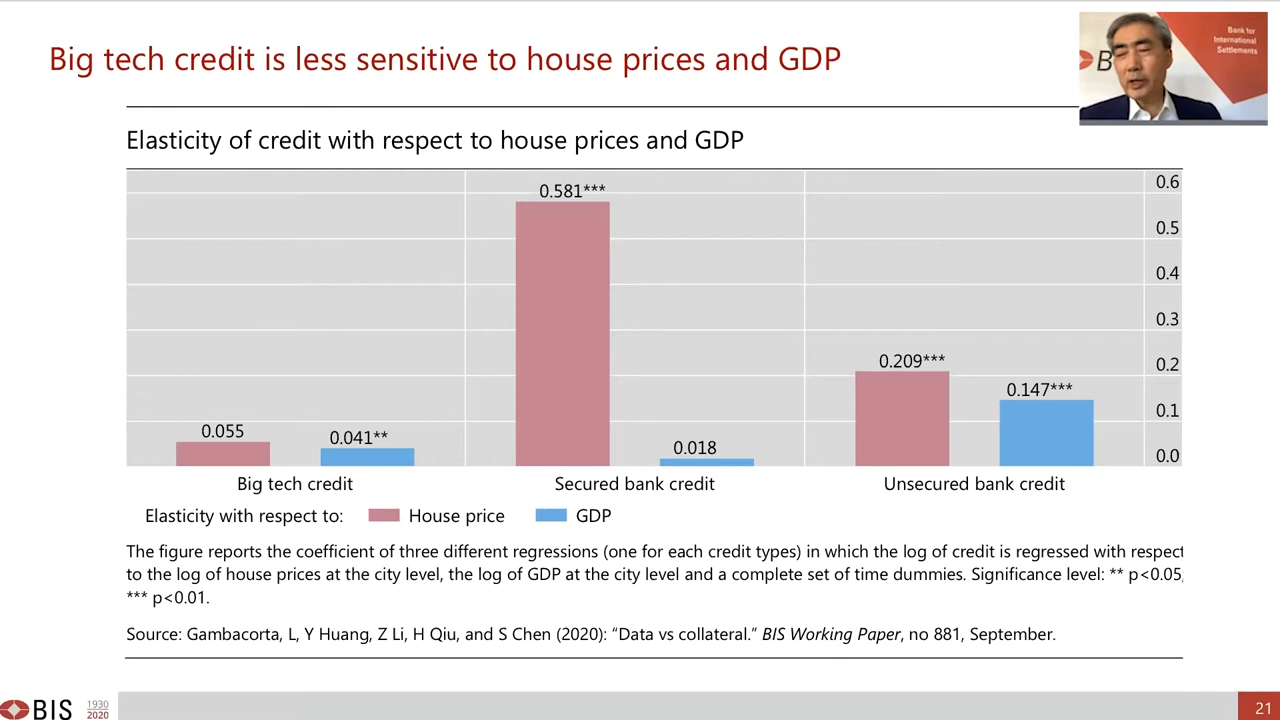 Big tech credit is less sensitive to house prices and GDP
Bank for
International
Settlements
B
Elasticity of credit with respect to house prices and GDP
0.581***
0.6
0.5
0.4
0.3
0.209***
0.2
0.147***
0.1
0.055
0.041**
0.018
0.0
Big tech credit
Secured bank credit
Unsecured bank credit
Elasticity with respect to: House price GDP
The figure reports the coefficient of three different regressions (one for each credit types) in which the log of credit is regressed with respect
to the log of house prices at the city level, the log of GDP at the city level and a complete set of time dummies. Significance level: ** p<0.05;
*** p<0.01.
Source: Gambacorta, L, Y Huang, Z Li, H Qiu, and S Chen (2020): “Data vs collateral.” BIS Working Paper, no 881, September.
BIS 1930
2020
21